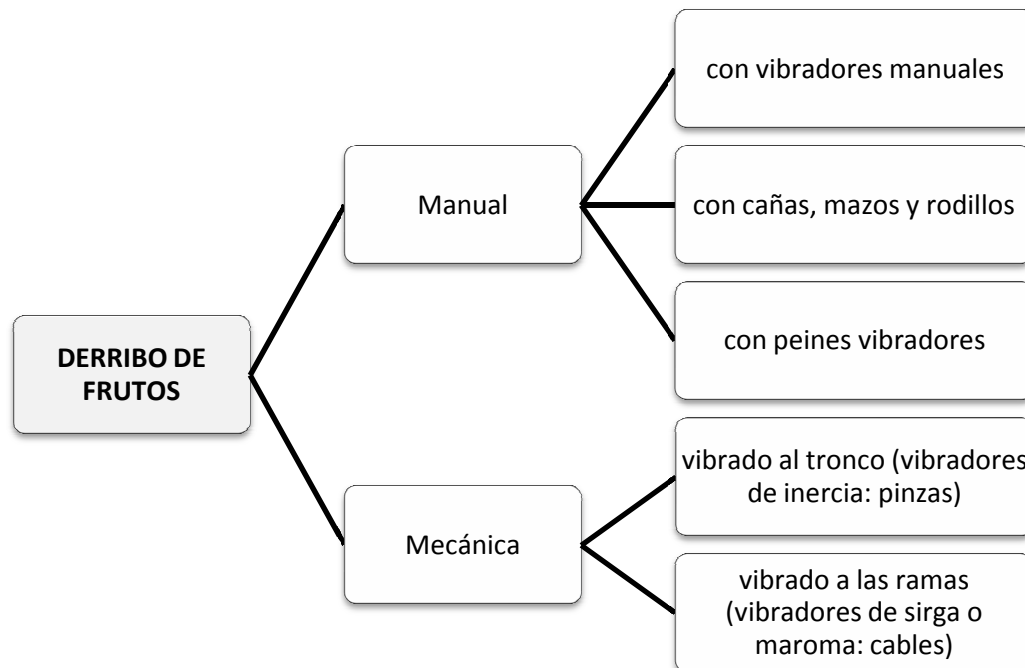 DERRIBO DE
FRUTOS
Manual
con vibradores manuales
con cañas, mazos y rodillos
con peines vibradores
Mecánica
vibrado al tronco (vibradores
de inercia: pinzas)
vibrado a las ramas
(vibradores de sirga o
maroma: cables)